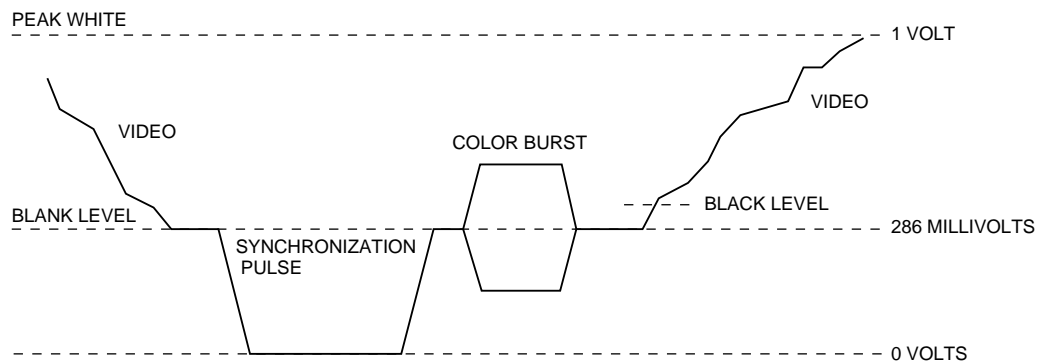 PEAK WHITE
1 VOLT
VIDEO
VIDEO
COLOR BURST
BLACK LEVEL
BLANK LEVEL
286 MILLIVOLTS
SYNCHRONIZATION
PULSE
0 VOLTS